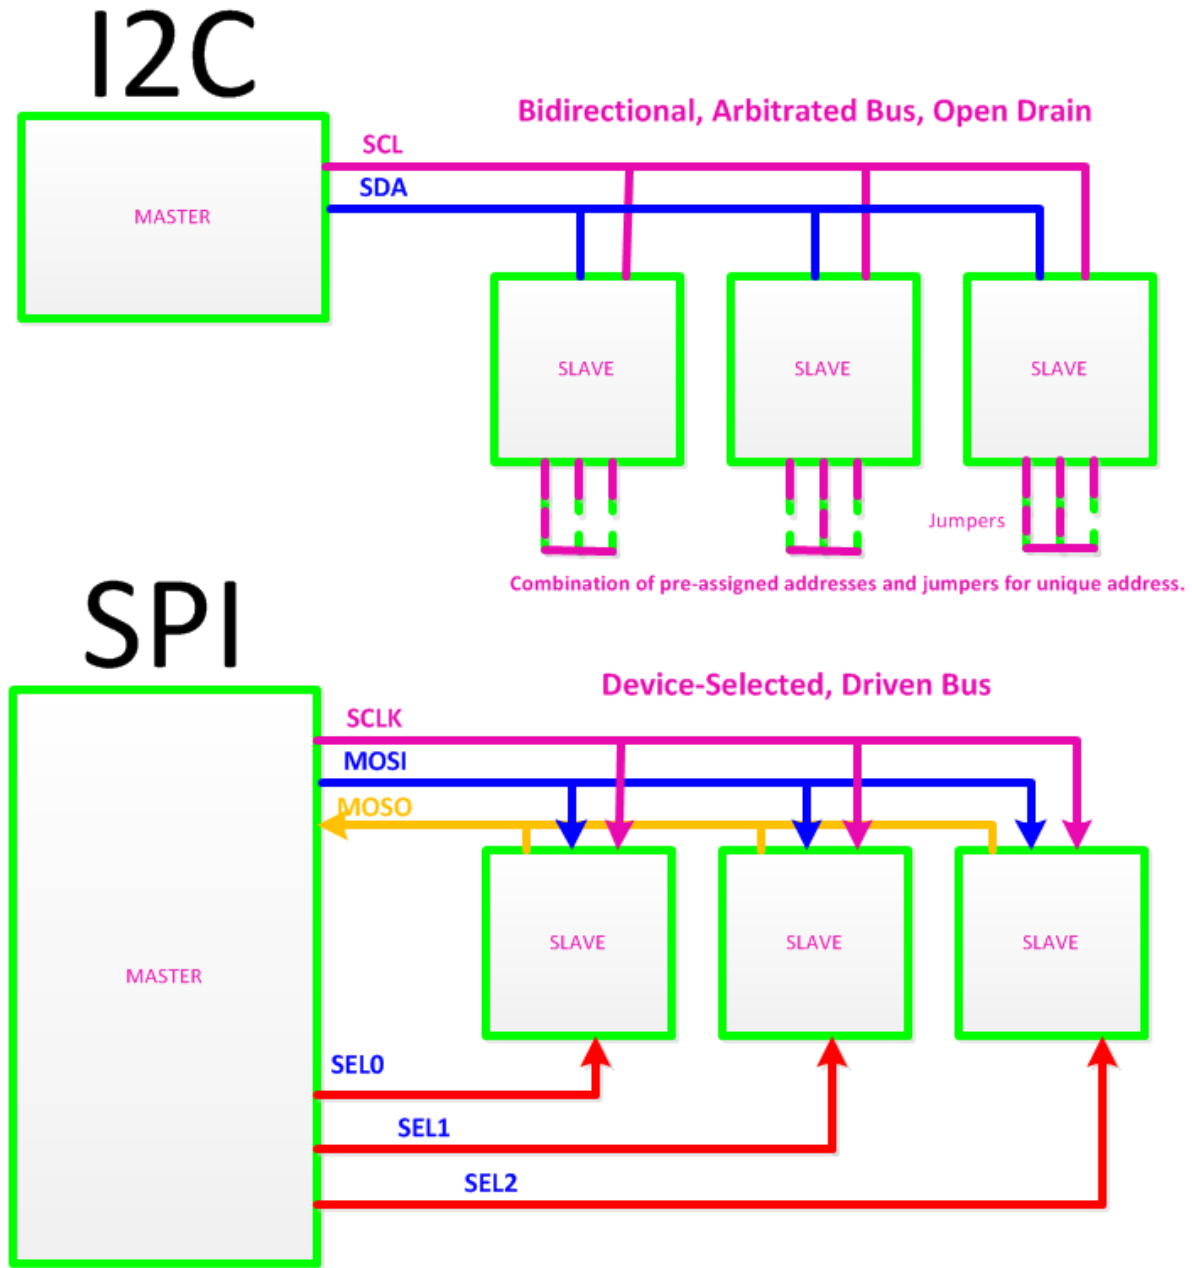 I2C
Bidirectional, Arbitrated Bus, Open Drain
SCL
SDA
MASTER
SLAVE
SLAVE
SLAVE
Jumpers
Combination of pre-assigned addresses and jumpers for unique address.
SPI
Device-Selected, Driven Bus
SCLK
MOSI
MOSO
SLAVE
SLAVE
SLAVE
MASTER
SEL0
SEL1
SEL2